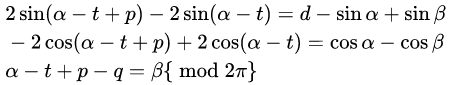 2 sin(α − t + p) − 2 sin(α − t) = d − sin α + sin β
− 2 cos(α − t + p) + 2 cos(α − t) = cos α − cos β
α − t + p − q = β{ mod 2π}